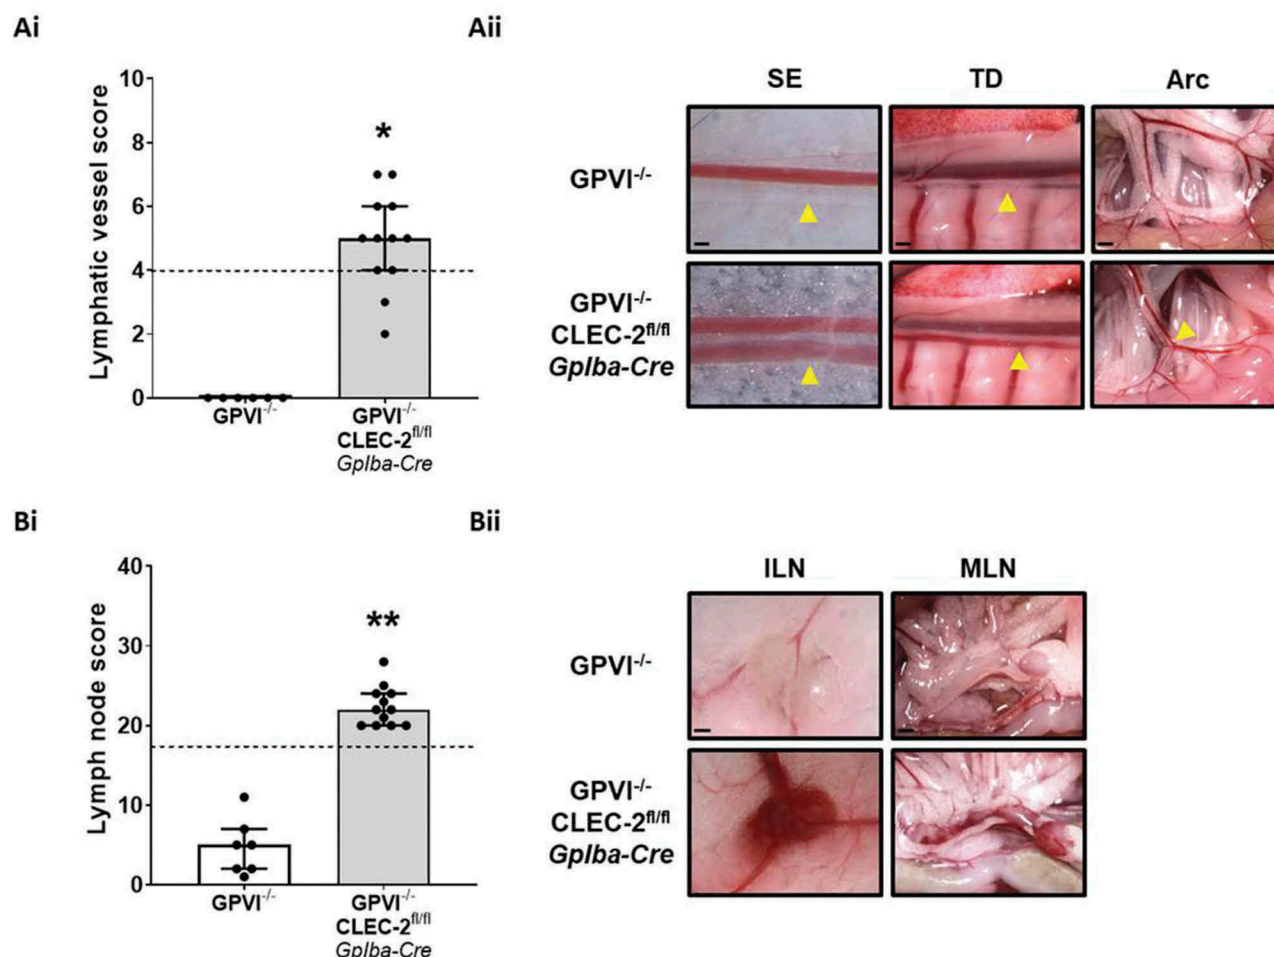 Ai
Lymphatic vessel score
10
8
6
4
2
0
*
GPVI-/-
GPVI-/-
CLEC-2fl/fl
GpIba-Cre
Aii
SE TD Arc
GPVI-/-
GPVI-/-
CLEC-2fl/fl
GpIba-Cre
Bi
Lymph node score
40
30
20
10
0
**
GPVI-/-
GPVI-/-
CLEC-2fl/fl
GpIba-Cre
Bii
ILN MLN
GPVI-/-
GPVI-/-
CLEC-2fl/fl
GpIba-Cre